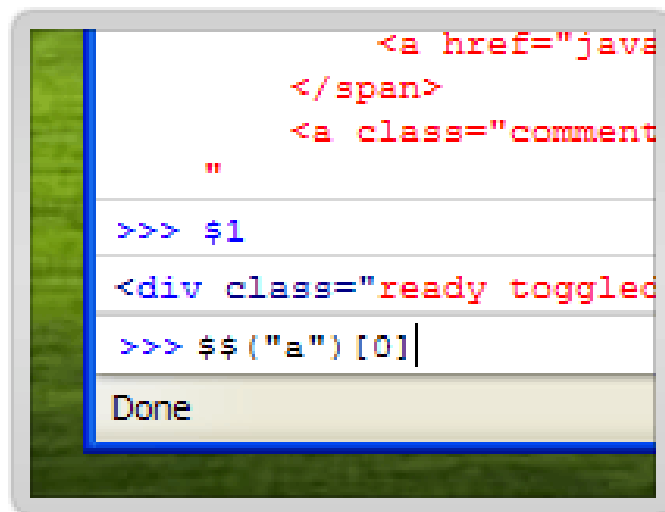 <a href="java
</span>
<a class="comment
"
>>> $1
<div class="ready toggled
>>> $$("a")[0]
Done